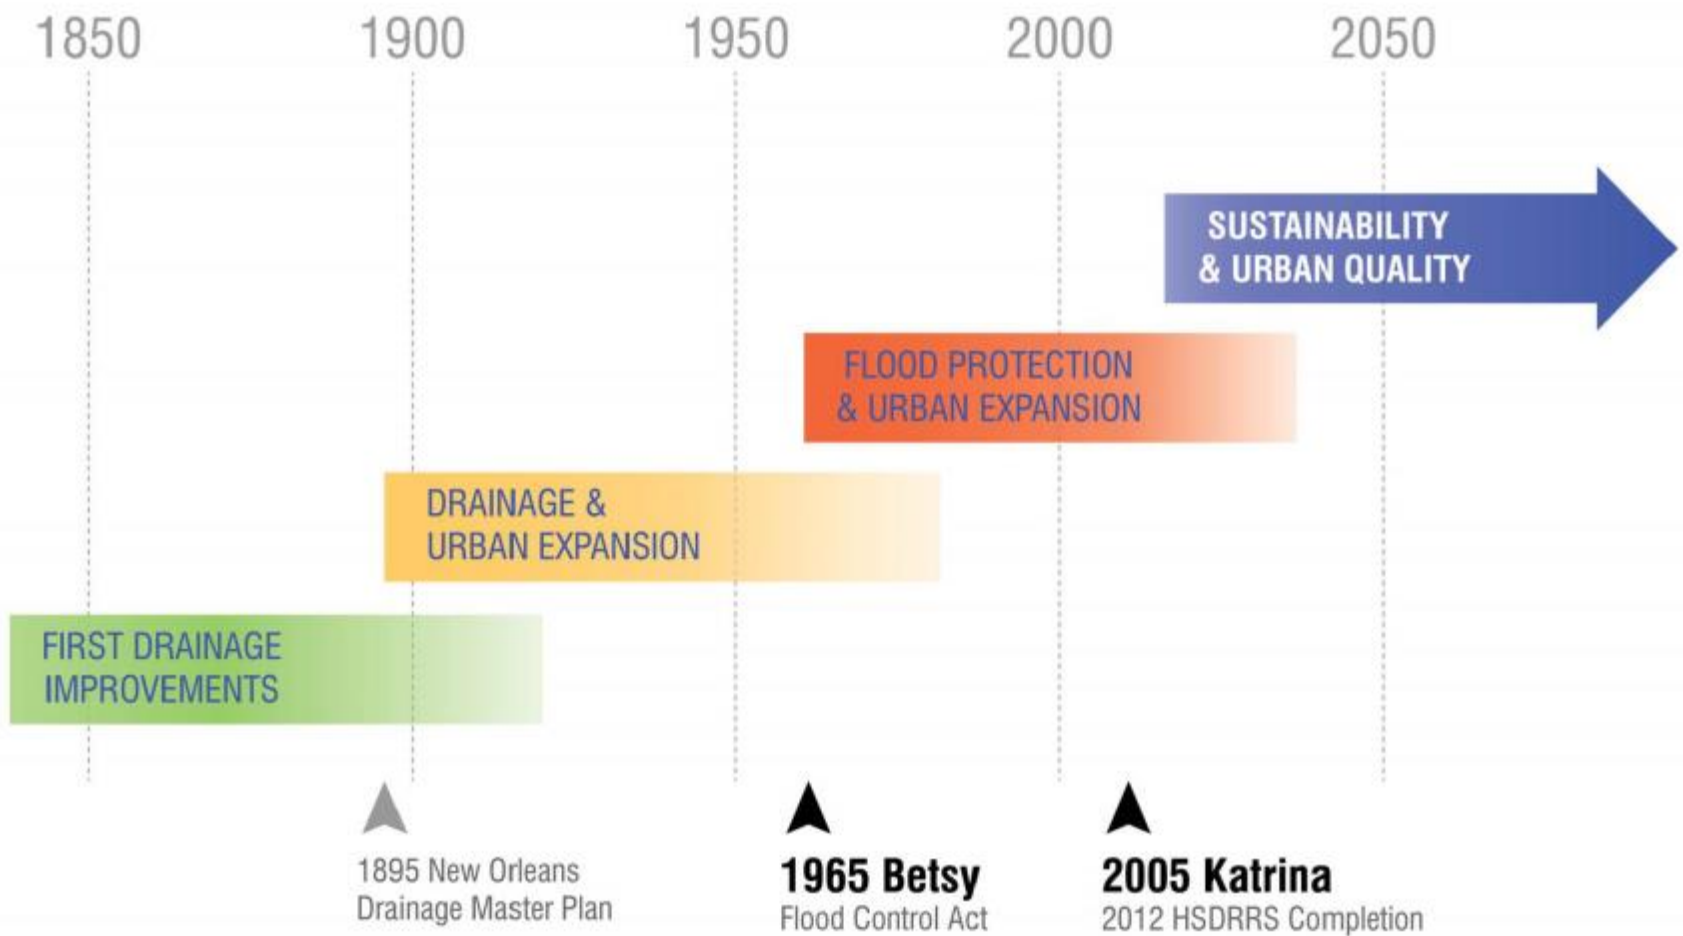 1850 1900 1950 2000 2050
SUSTAINABILITY
& URBAN QUALITY
FLOOD PROTECTION
& URBAN EXPANSION
DRAINAGE &
URBAN EXPANSION
FIRST DRAINAGE
IMPROVEMENTS
1895 New Orleans
Drainage Master Plan
1965 Betsy
Flood Control Act
2005 Katrina
2012 HSDRRS Completion